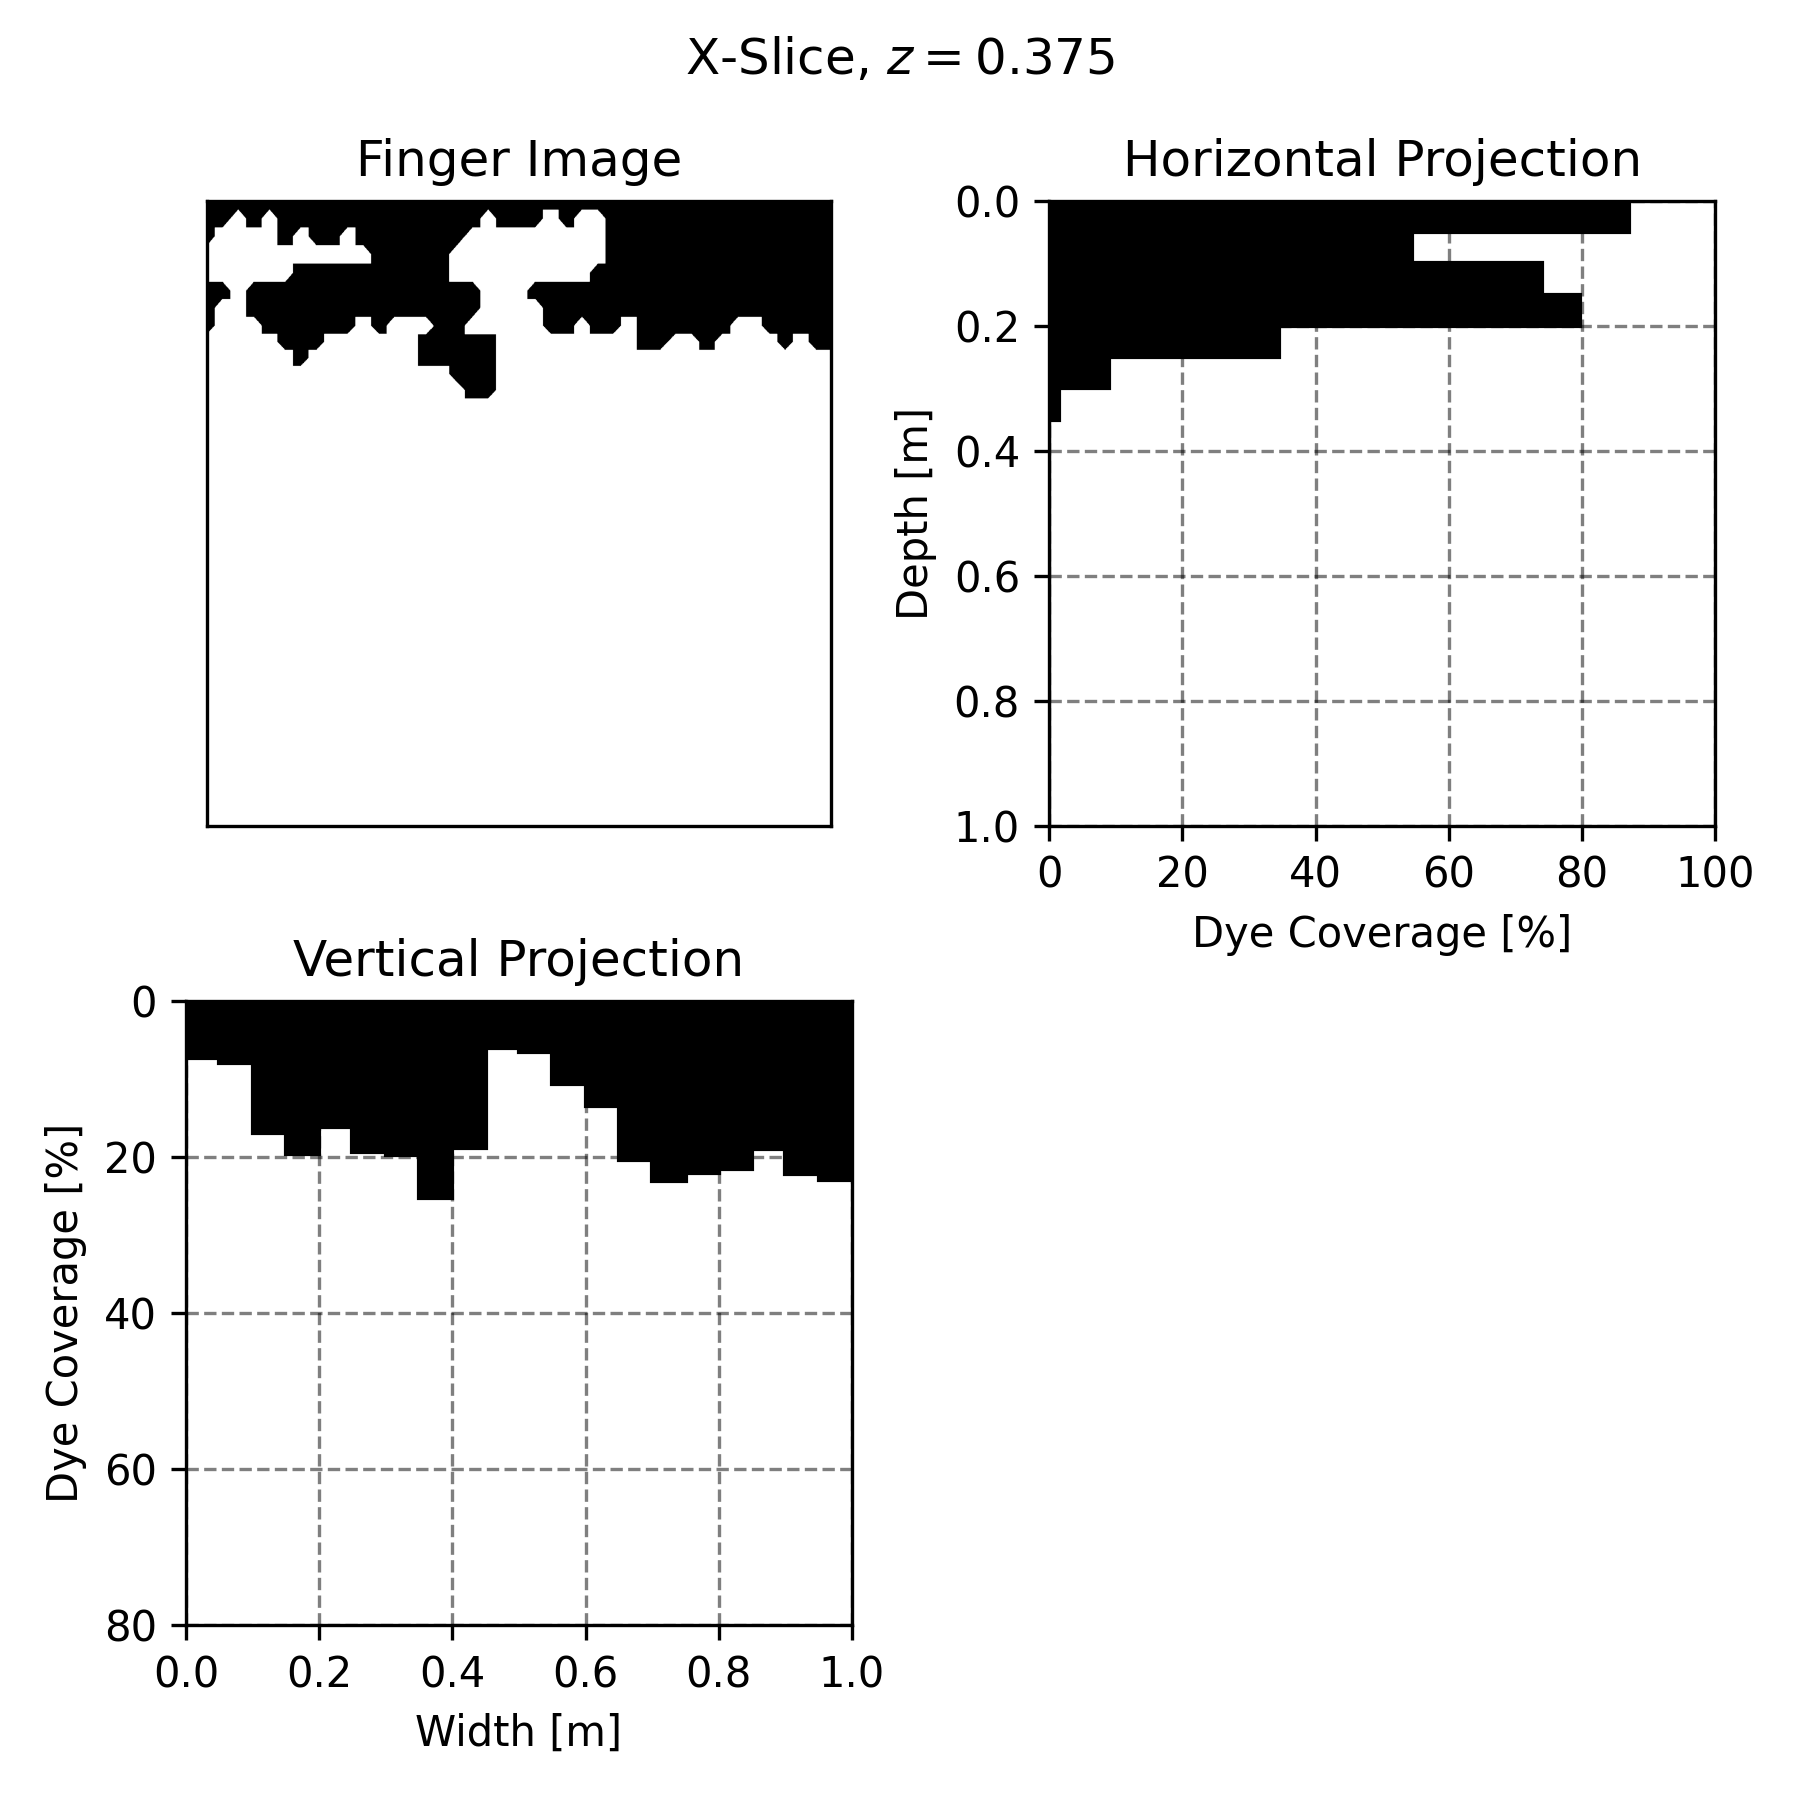 X-Slice, z = 0.375
Finger Image
Horizontal Projection
0.0
0.2
0.4
0.6
0.8
1.0
Depth [m]
0 20 40 60 80 100
Dye Coverage [%]
Vertical Projection
0
20
40
60
80
Dye Coverage [%]
0.0 0.2 0.4 0.6 0.8 1.0
Width [m]